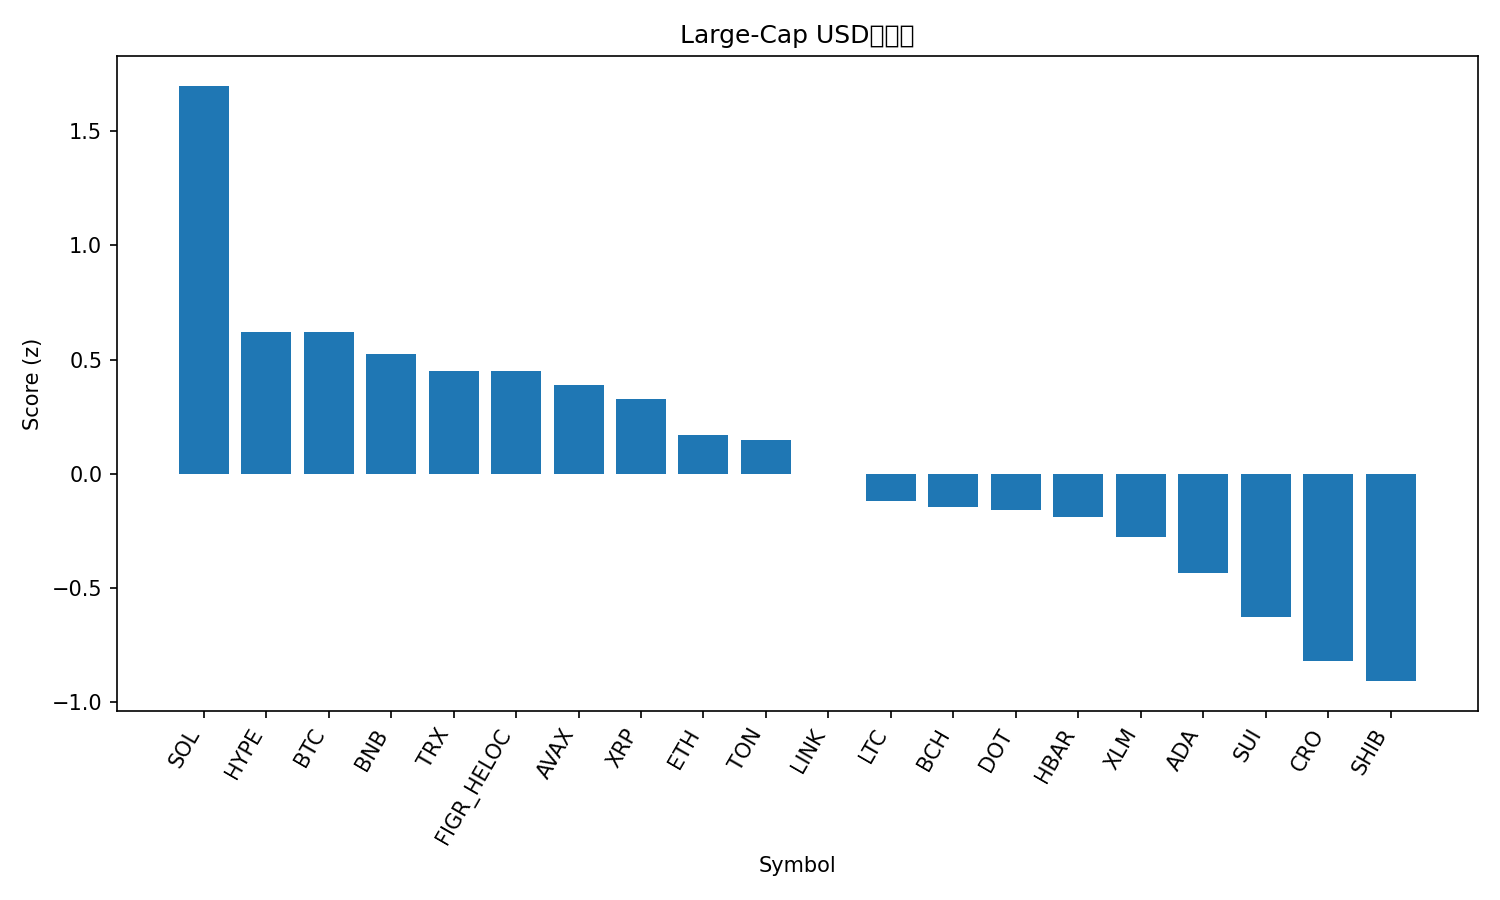 Large-Cap USD
1.5
1.0
0.5
0.0
−0.5
−1.0
Score (z)
SOL
HYPE
BTC
BNB
TRX
FIGR_HELOC
AVAX
XRP
ETH
TON
LINK
LTC
BCH
DOT
HBAR
XLM
ADA
SUI
CRO
SHIB
Symbol